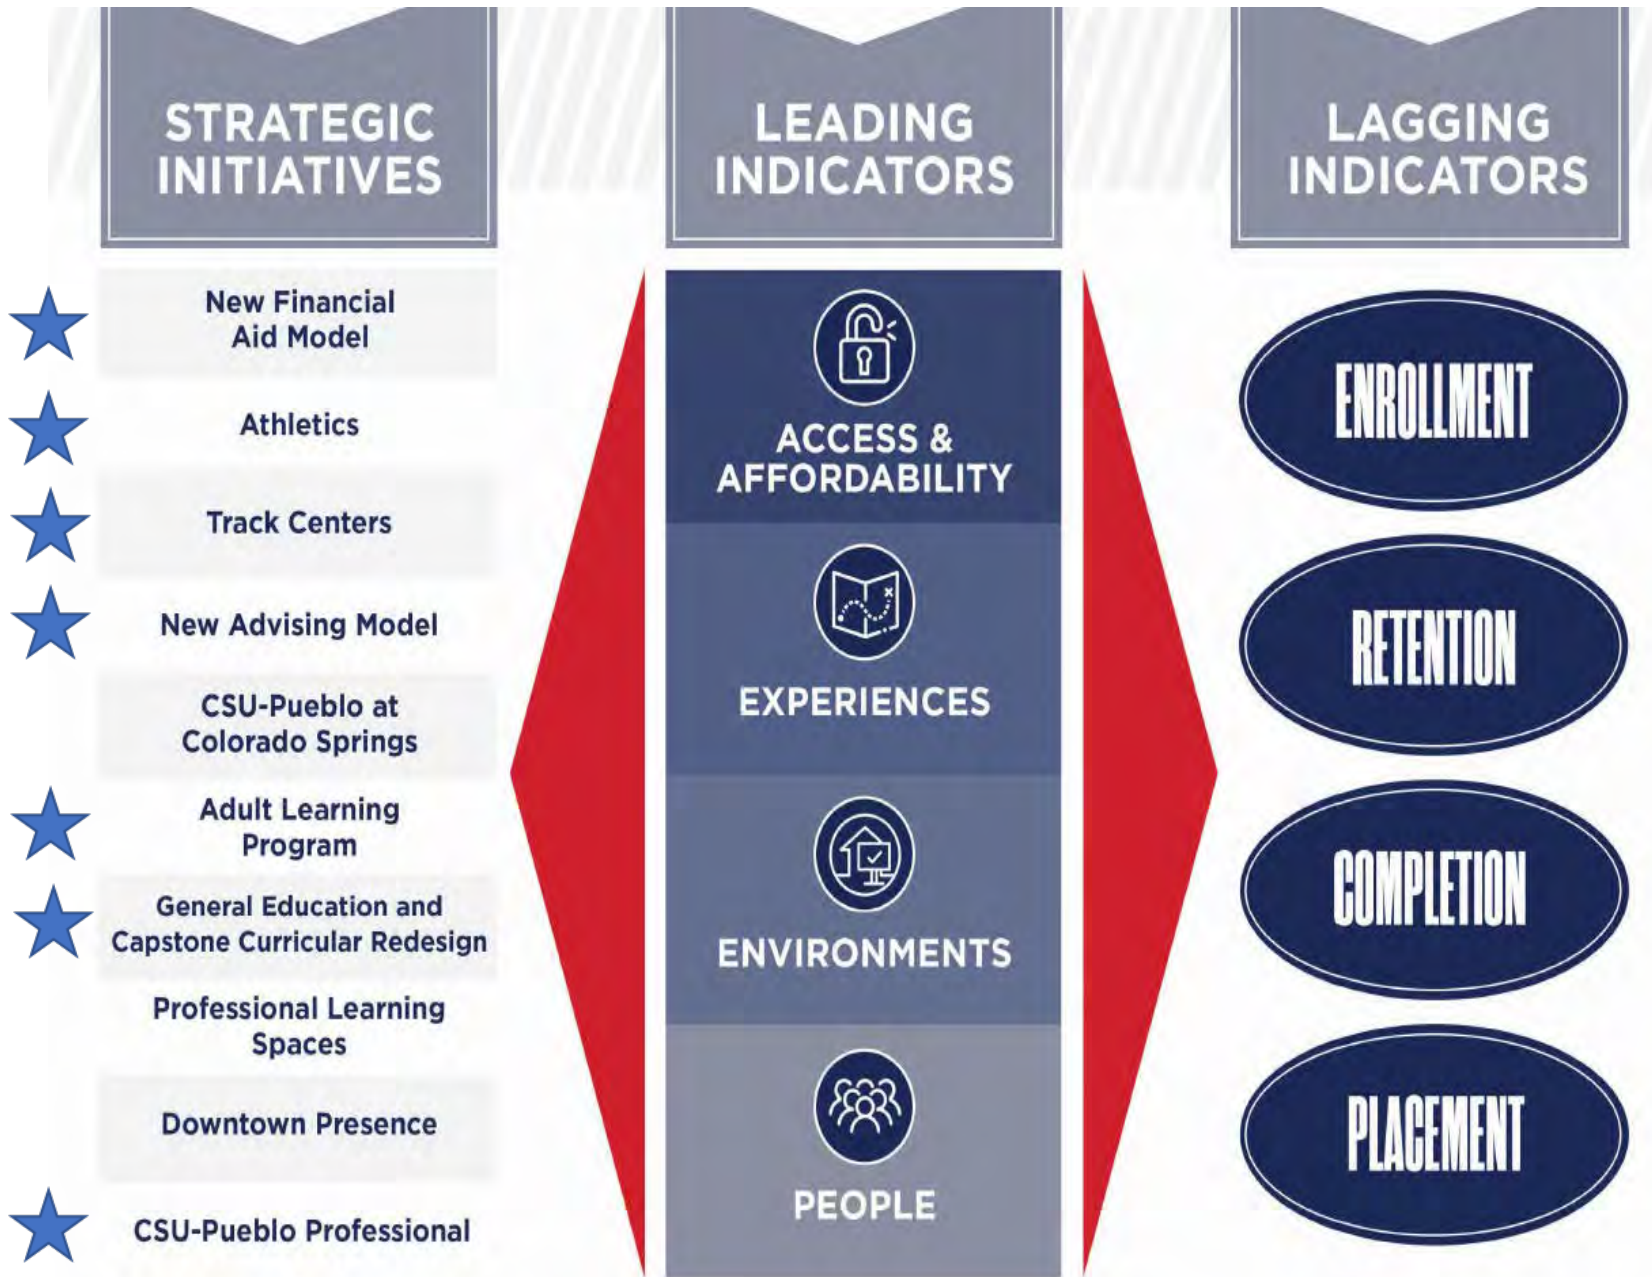 STRATEGIC
INITIATIVES
New Financial
Aid Model
Athletics
Track Centers
New Advising Model
CSU-Pueblo at
Colorado Springs
Adult Learning
Program
General Education and
Capstone Curricular Redesign
Professional Learning
Spaces
Downtown Presence
CSU-Pueblo Professional
LEADING
INDICATORS
ACCESS &
AFFORDABILITY
EXPERIENCES
ENVIRONMENTS
PEOPLE
LAGGING
INDICATORS
ENROLLMENT
RETENTION
COMPLETION
PLACEMENT